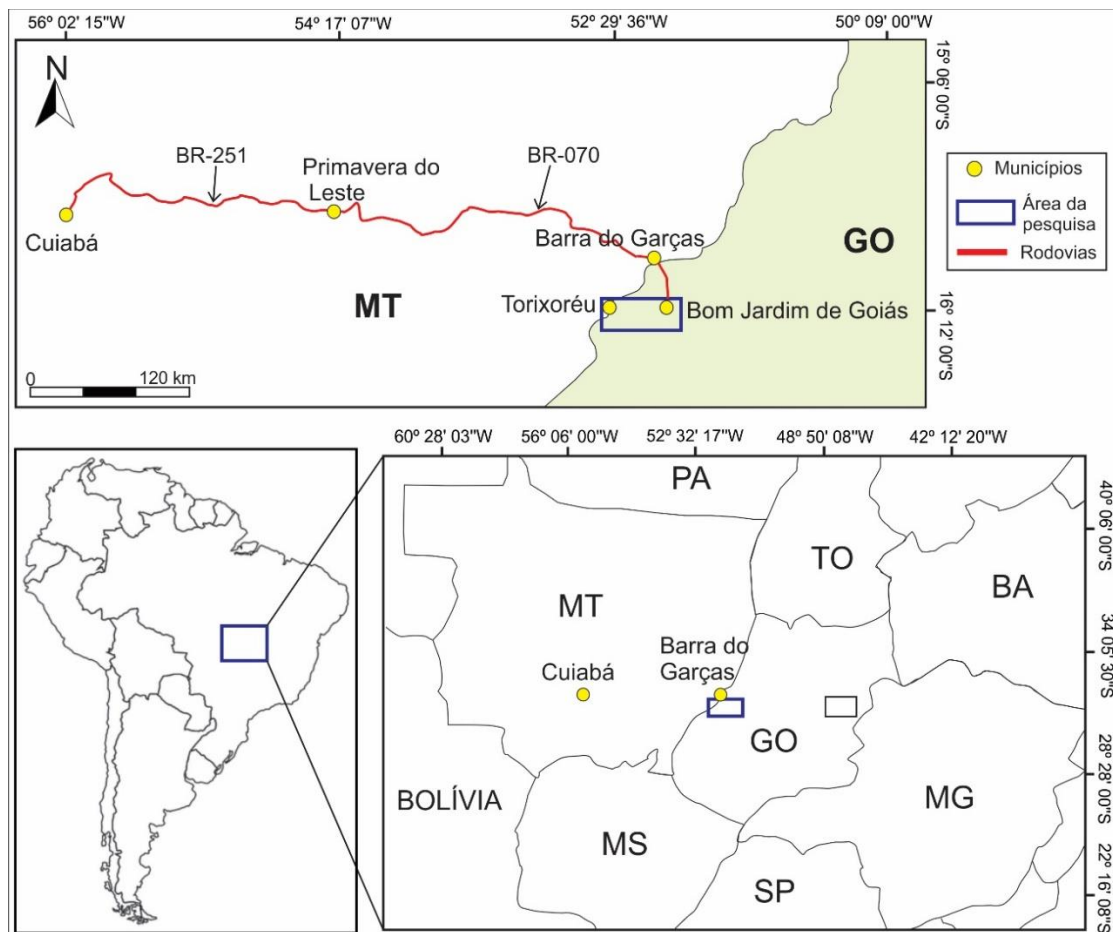 56º 02' 15"W
54º 17' 07"W
52º 29' 36"W
50º 09' 00"W
15º 06' 00"S
N
BR-251
Primavera do
Leste
BR-070
Cuiabá
Barra do Garças
GO
MT
Torixoréu
Bom Jardim de Goiás
16º 12' 00"S
0
120 km
Municípios
Área da
pesquisa
Rodovias
60º 28' 03"W
56º 06' 00"W
52º 32' 17"W
48º 50' 08"W
42º 12' 20"W
PA
40º 06' 00"S
TO
BA
MT
34º 05' 30"S
Cuiabá
Barra do
Garças
GO
28º 28' 00"S
BOLÍVIA
MG
MS
22º 16' 08"S
SP